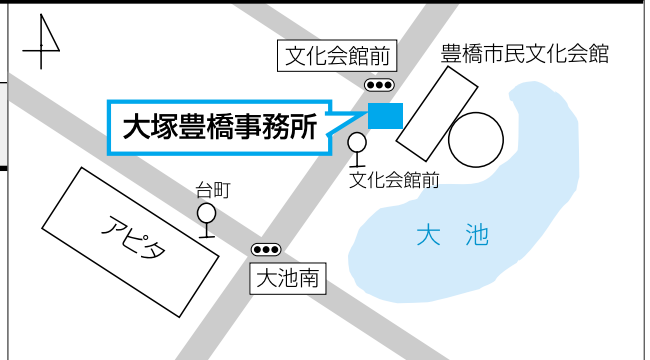 文化会館前
豊橋市民文化会館
大塚豊橋事務所
文化会館前
台町
アピタ
大池
大池南